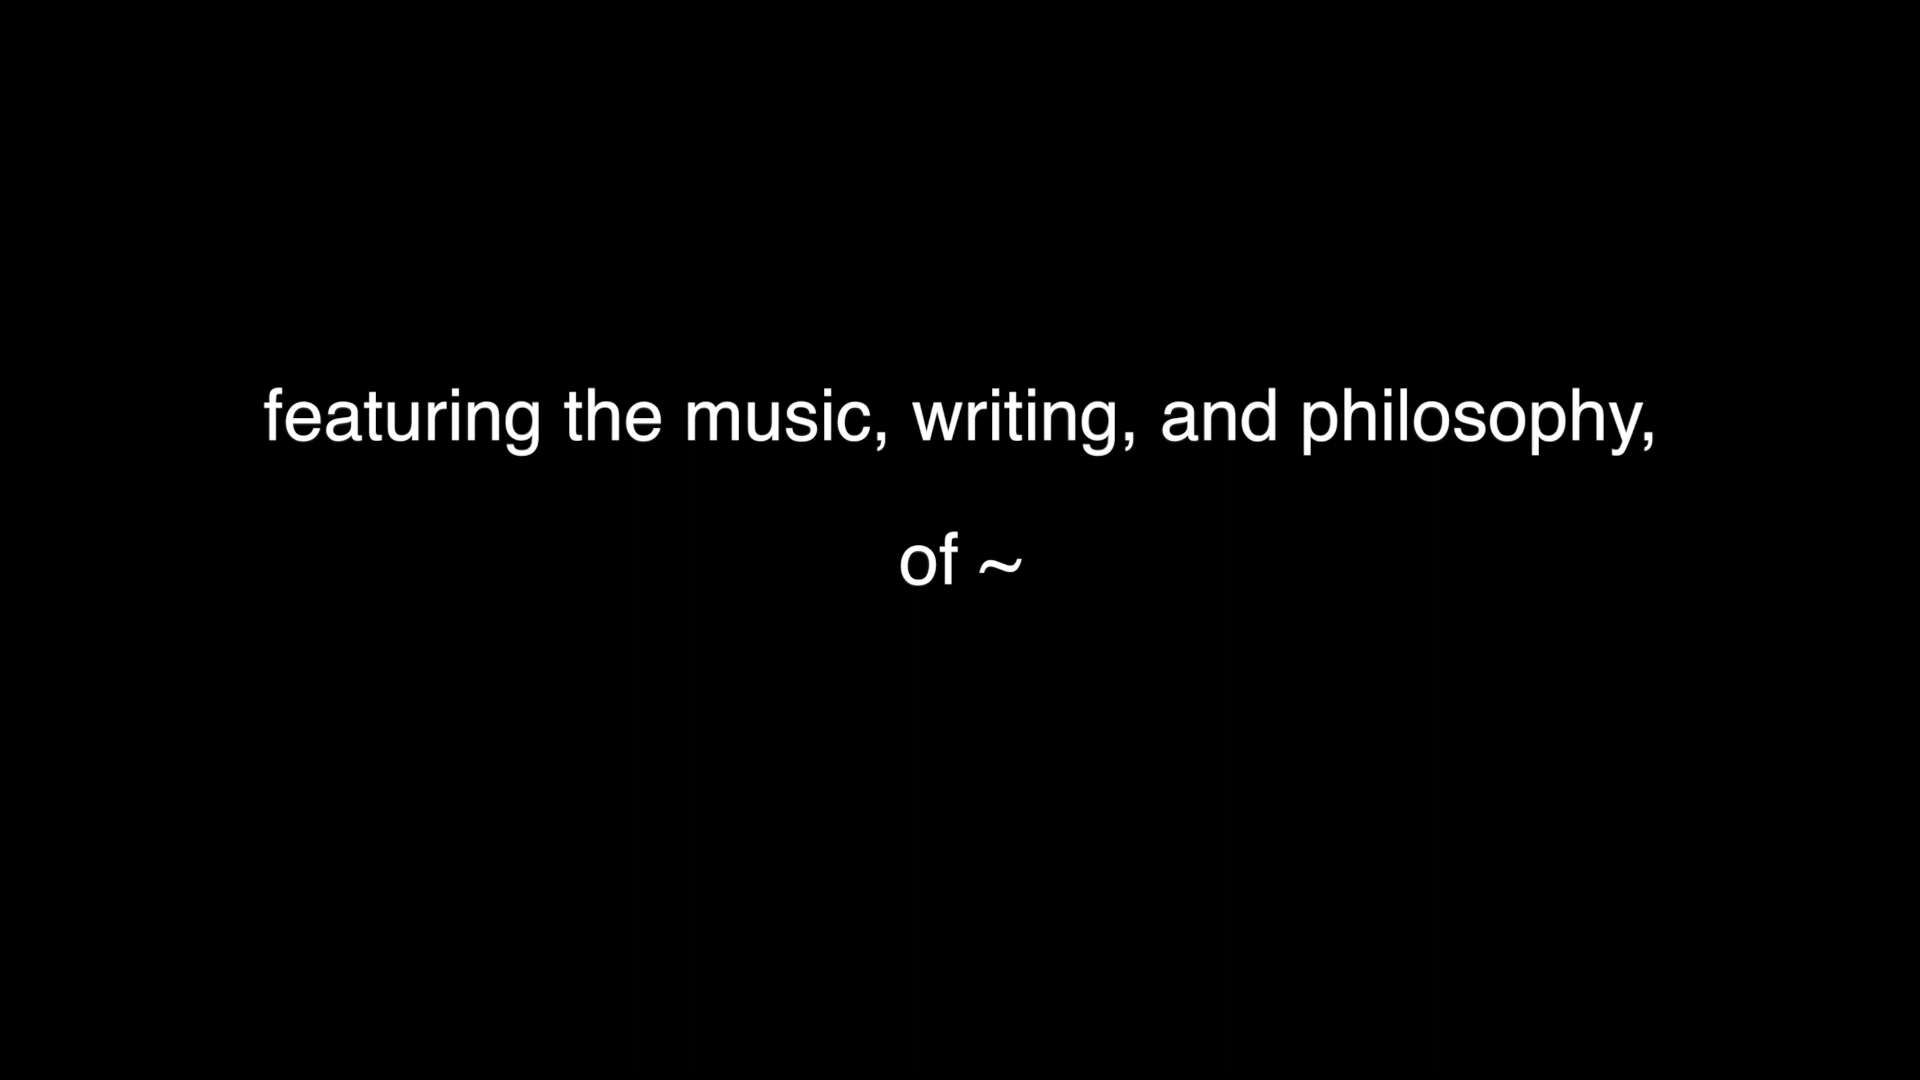 featuring the music, writing, and philosophy,
of ~